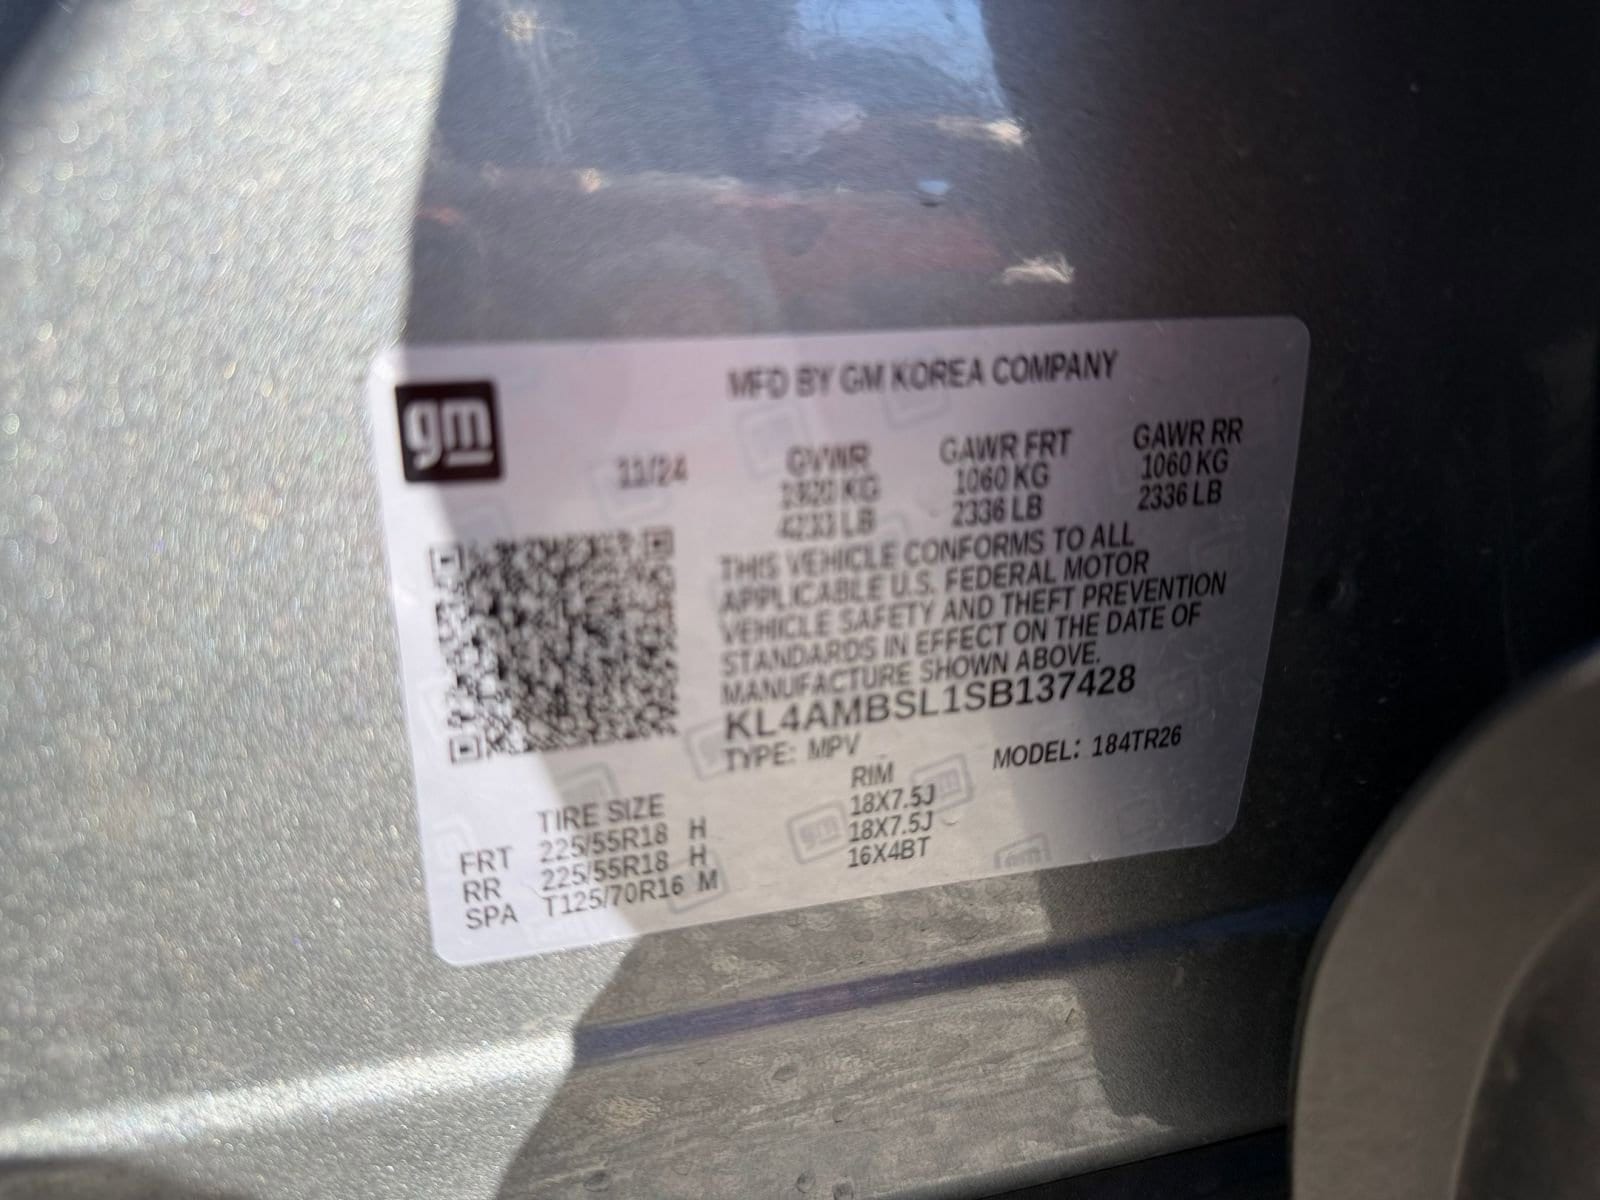 gm
MFD BY GM KOREA COMPANY
11/24
GVWR GAWR FRT GAWR RR
1920 KG 1060 KG 1060 KG
4233 LB 2336 LB 2336 LB
THIS VEHICLE CONFORMS TO ALL
APPLICABLE U.S. FEDERAL MOTOR
VEHICLE SAFETY AND THEFT PREVENTION
STANDARDS IN EFFECT ON THE DATE OF
MANUFACTURE SHOWN ABOVE.
KL4AMBSL1SB137428
TYPE: MPV MODEL: 184TR26
TIRE SIZE RIM
FRT 225/55R18 H 18X7.5J
RR 225/55R18 H 18X7.5J
SPA T125/70R16 M 16X4BT